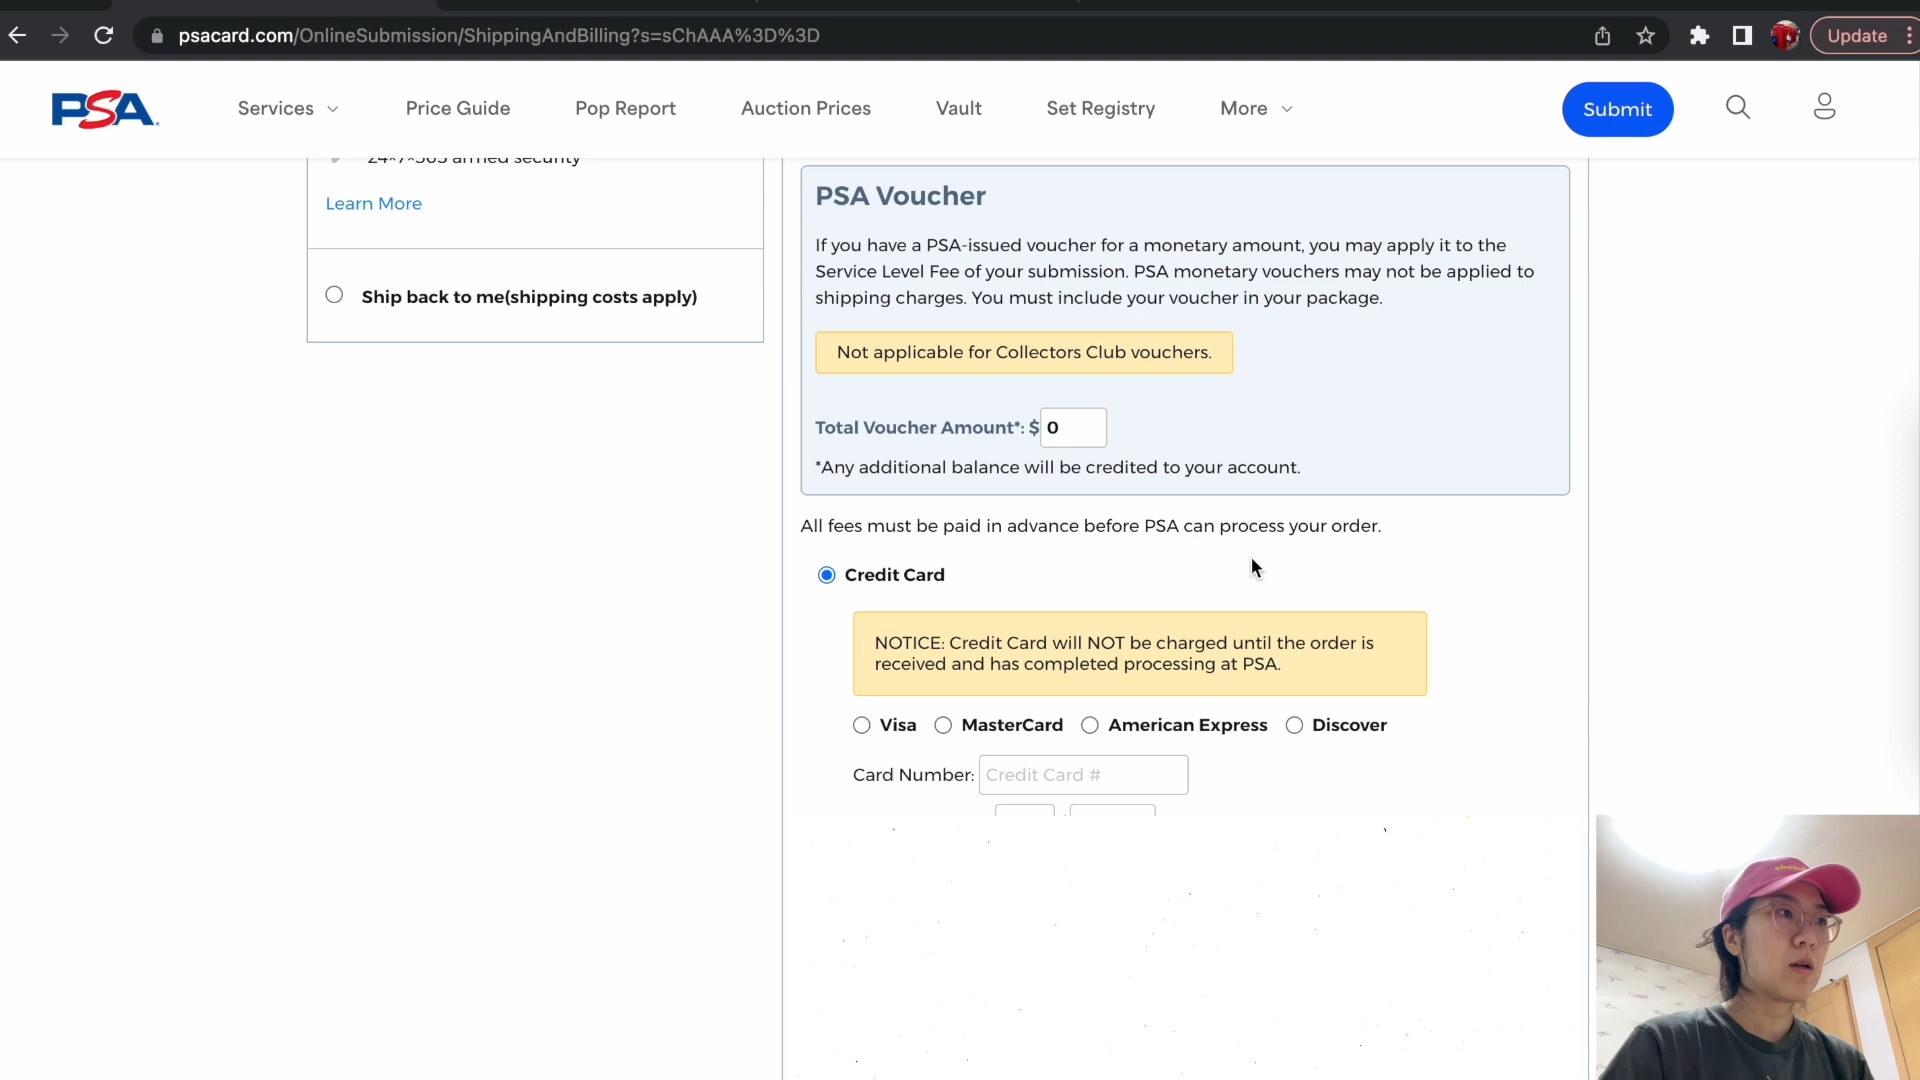 psacard.com/OnlineSubmission/ShippingAndBilling?s=sChAAA%3D%3D
Update
PSA
Services
Price Guide
Pop Report
Auction Prices
Vault
Set Registry
More
Submit
24×7×365 armed security
Learn More
Ship back to me(shipping costs apply)
PSA Voucher
If you have a PSA-issued voucher for a monetary amount, you may apply it to the
Service Level Fee of your submission. PSA monetary vouchers may not be applied to
shipping charges. You must include your voucher in your package.
Not applicable for Collectors Club vouchers.
Total Voucher Amount*: $ 0
*Any additional balance will be credited to your account.
All fees must be paid in advance before PSA can process your order.
Credit Card
NOTICE: Credit Card will NOT be charged until the order is
received and has completed processing at PSA.
Visa MasterCard American Express Discover
Card Number: Credit Card #